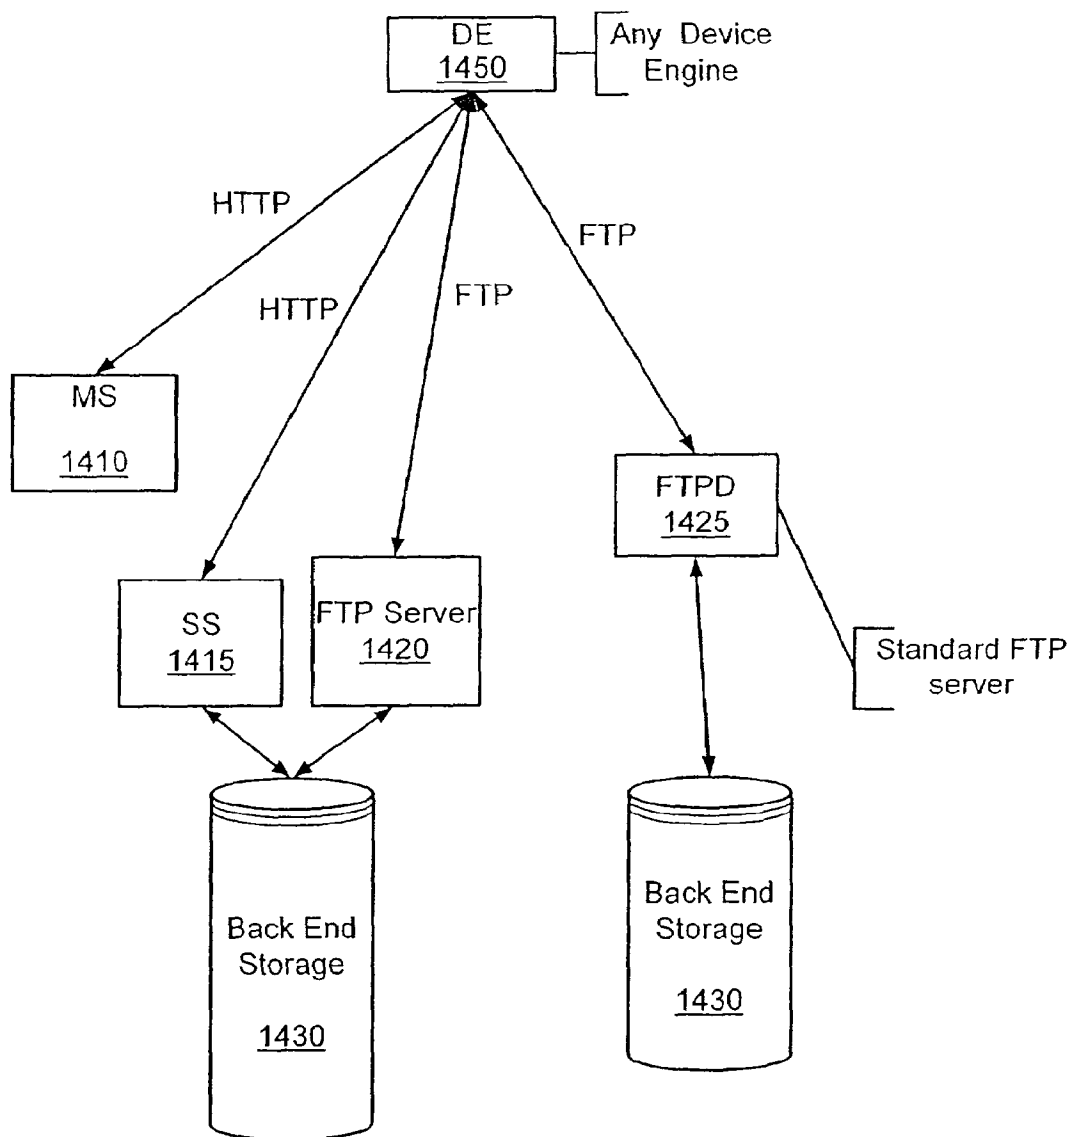 DE
1450
Any Device
Engine
HTTP
HTTP
FTP
FTP
MS
1410
SS
1415
FTP Server
1420
FTPD
1425
Standard FTP
server
Back End
Storage
1430
Back End
Storage
1430